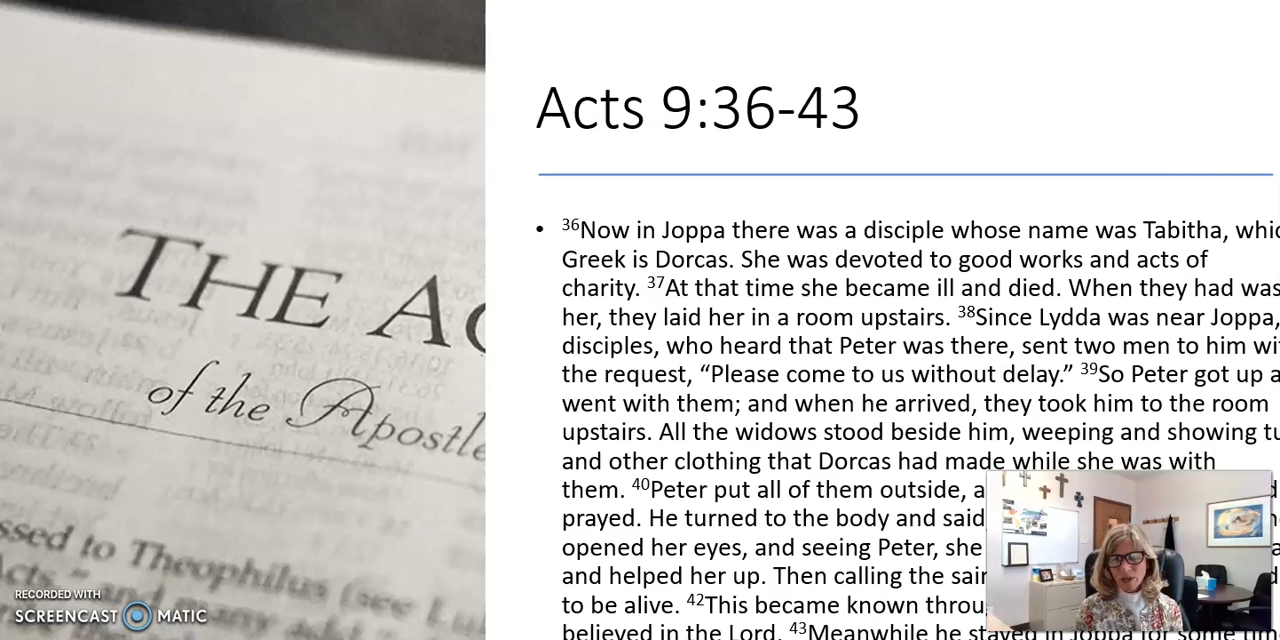 THE AC
of the Apostle
ssed to Theophilus (see Lu
Acts
RECORDED WITH
SCREENCAST MATIC
Acts 9:36-43
• 36Now in Joppa there was a disciple whose name was Tabitha, whic
Greek is Dorcas. She was devoted to good works and acts of
charity. 37At that time she became ill and died. When they had was
her, they laid her in a room upstairs. 38Since Lydda was near Joppa,
disciples, who heard that Peter was there, sent two men to him wit
the request, “Please come to us without delay.” 39So Peter got up a
went with them; and when he arrived, they took him to the room
upstairs. All the widows stood beside him, weeping and showing tu
and other clothing that Dorcas had made while she was with
them. 40Peter put all of them outside, a
prayed. He turned to the body and said,
opened her eyes, and seeing Peter, she
and helped her up. Then calling the sain
to be alive. 42This became known throu
believed in the Lord. 43Meanwhile he stayed in Joppa for some tim